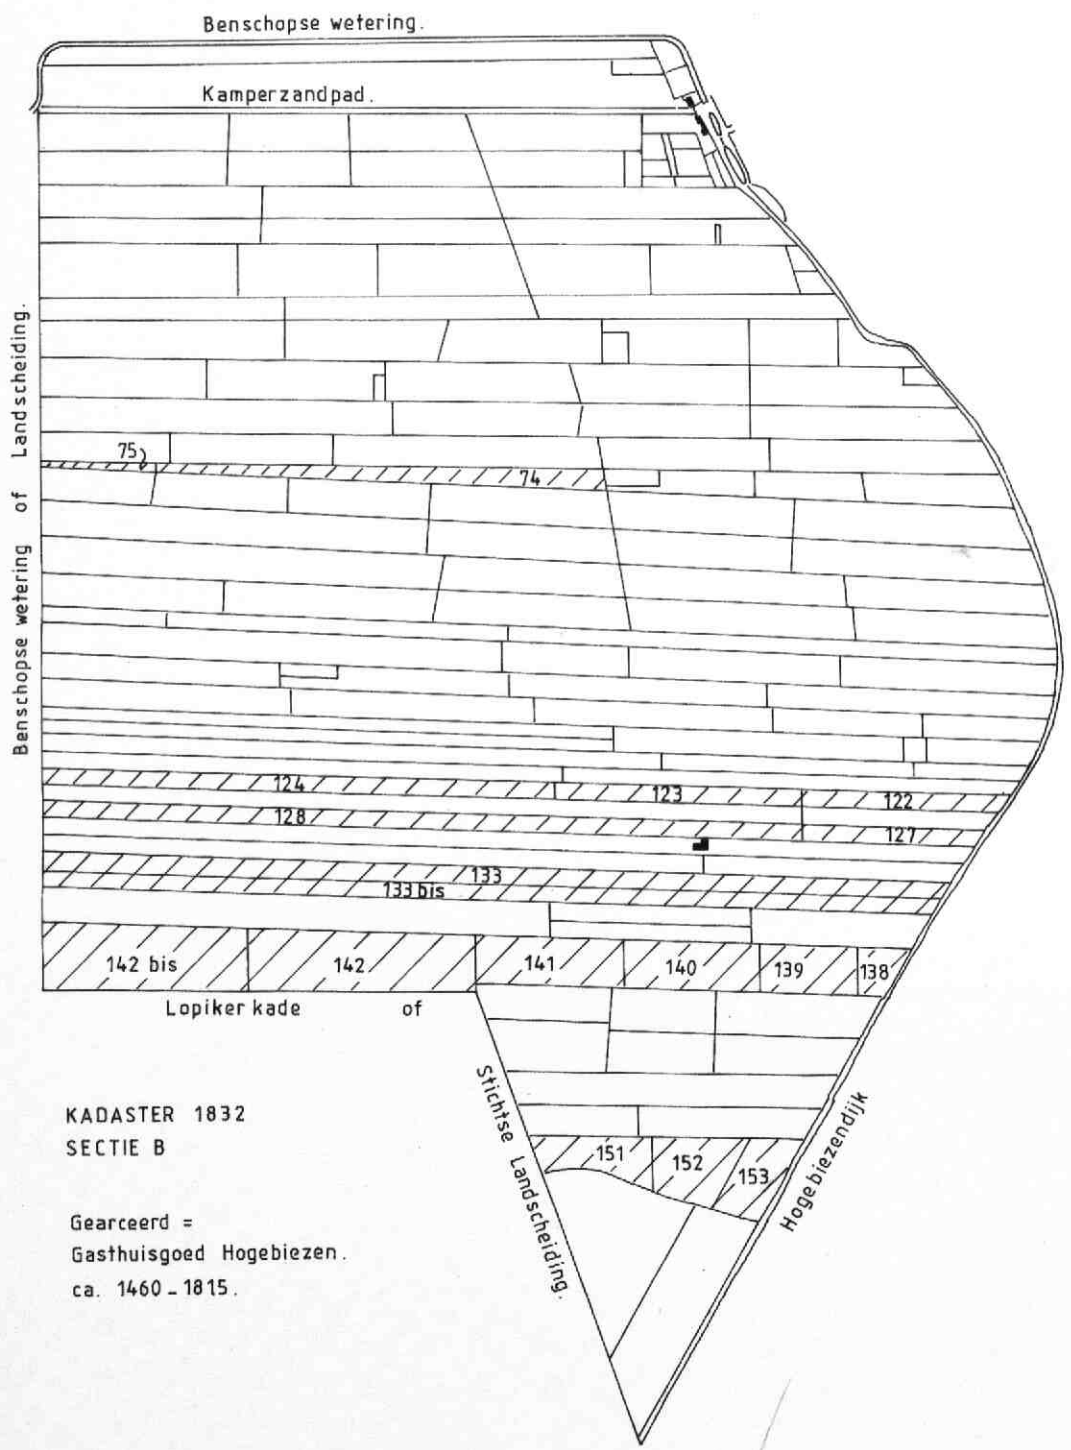 Benschopse wetering.
Kamperzandpad.
Benschopse wetering of Landscheiding.
75
74
124
123
122
128
127
133
133 bis
142 bis
142
141
140
139
138
Lopiker kade of
Stichtse Landscheiding.
Hogebiezendijk
151
152
153
KADASTER 1832
SECTIE B
Gearceerd =
Gasthuisgoed Hogebiezen.
ca. 1460 - 1815.